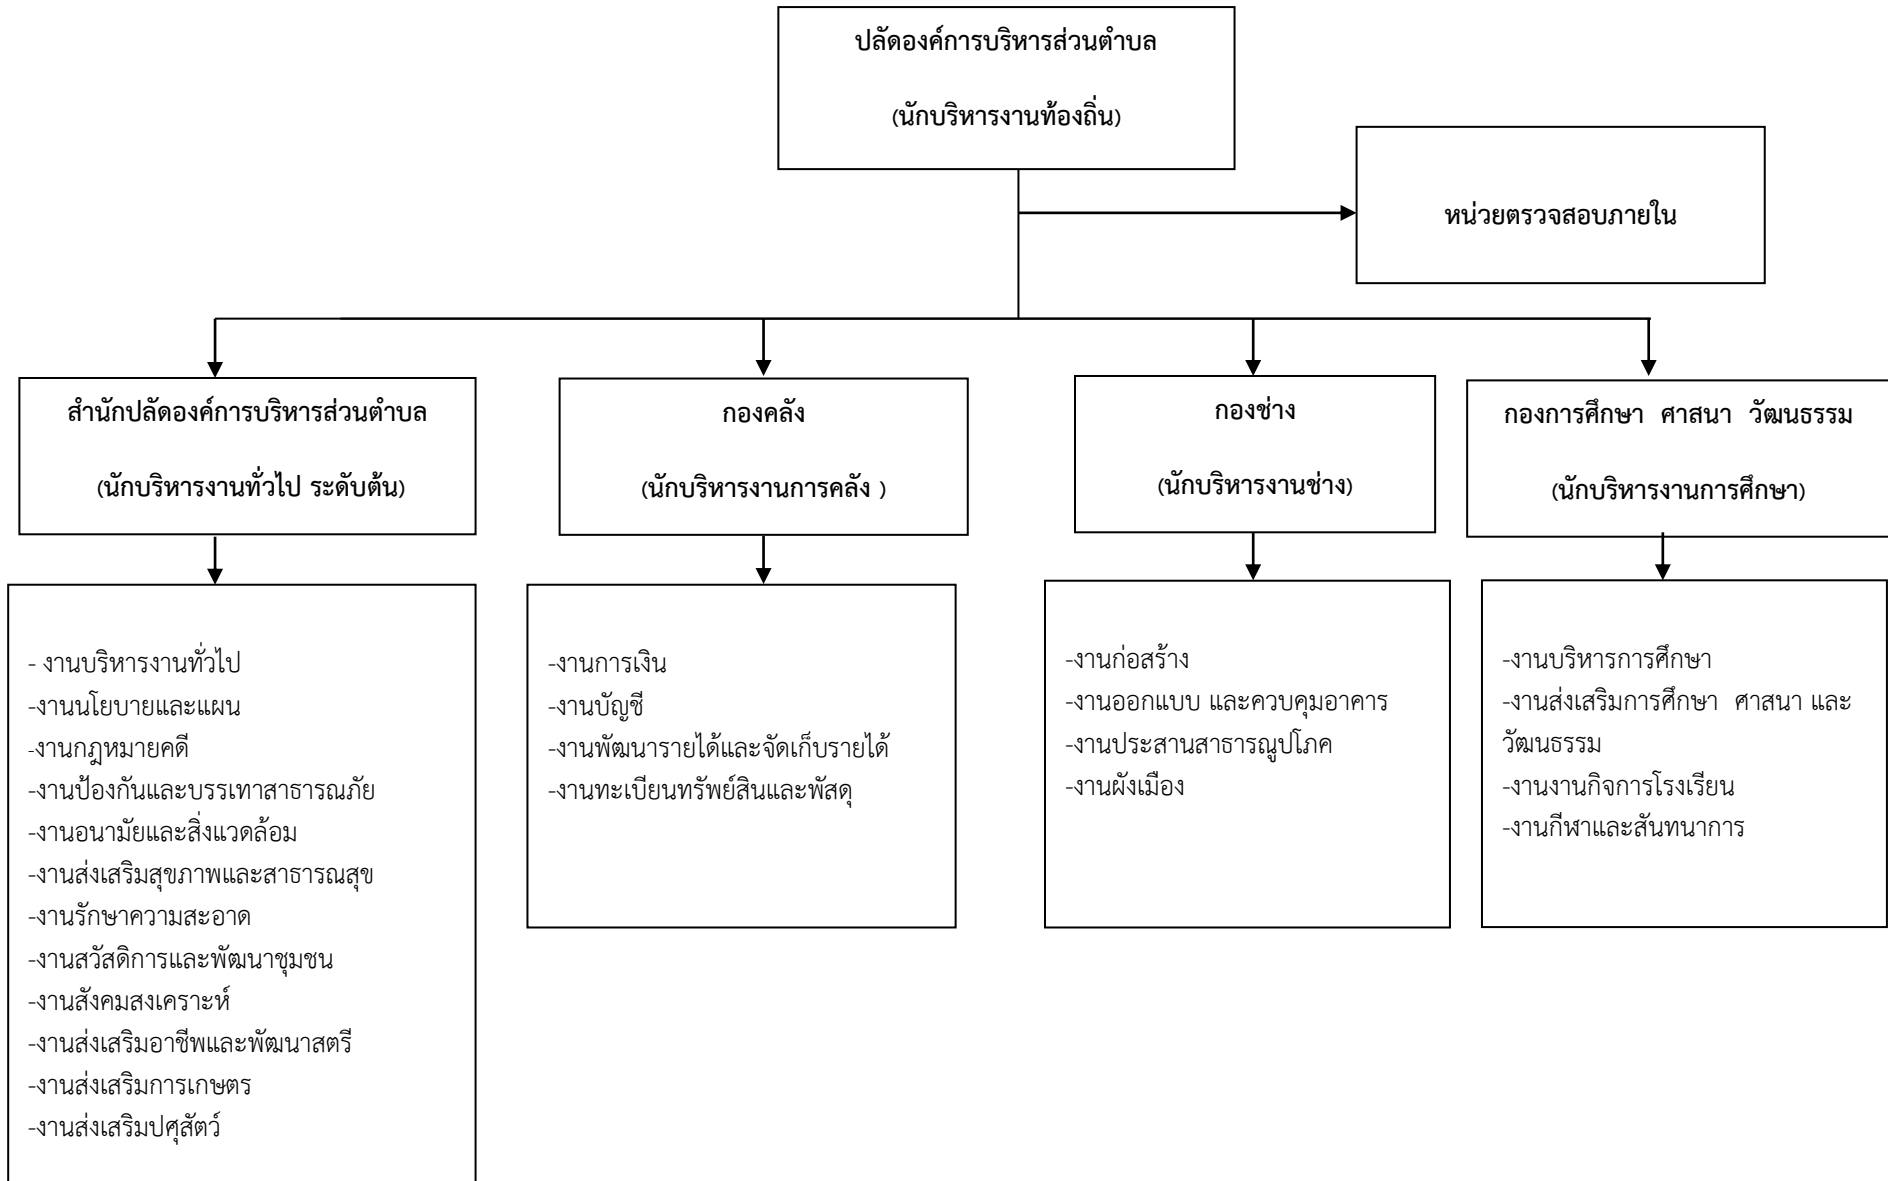 ปลัดองค์การบริหารส่วนตำบล
(นักบริหารงานท้องถิ่น)
หน่วยตรวจสอบภายใน
สำนักปลัดองค์การบริหารส่วนตำบล
(นักบริหารงานทั่วไป ระดับต้น)
กองคลัง
(นักบริหารงานการคลัง )
กองช่าง
(นักบริหารงานช่าง)
กองการศึกษา ศาสนา วัฒนธรรม
(นักบริหารงานการศึกษา)
- งานบริหารงานทั่วไป
-งานนโยบายและแผน
-งานกฎหมายคดี
-งานป้องกันและบรรเทาสาธารณภัย
-งานอนามัยและสิ่งแวดล้อม
-งานส่งเสริมสุขภาพและสาธารณสุข
-งานรักษาความสะอาด
-งานสวัสดิการและพัฒนาชุมชน
-งานสังคมสงเคราะห์
-งานส่งเสริมอาชีพและพัฒนาสตรี
-งานส่งเสริมการเกษตร
-งานส่งเสริมปศุสัตว์
-งานการเงิน
-งานบัญชี
-งานพัฒนารายได้และจัดเก็บรายได้
-งานทะเบียนทรัพย์สินและพัสดุ
-งานก่อสร้าง
-งานออกแบบ และควบคุมอาคาร
-งานประสานสาธารณูปโภค
-งานผังเมือง
-งานบริหารการศึกษา
-งานส่งเสริมการศึกษา ศาสนา และ
วัฒนธรรม
-งานงานกิจการโรงเรียน
-งานกีฬาและสันทนาการ